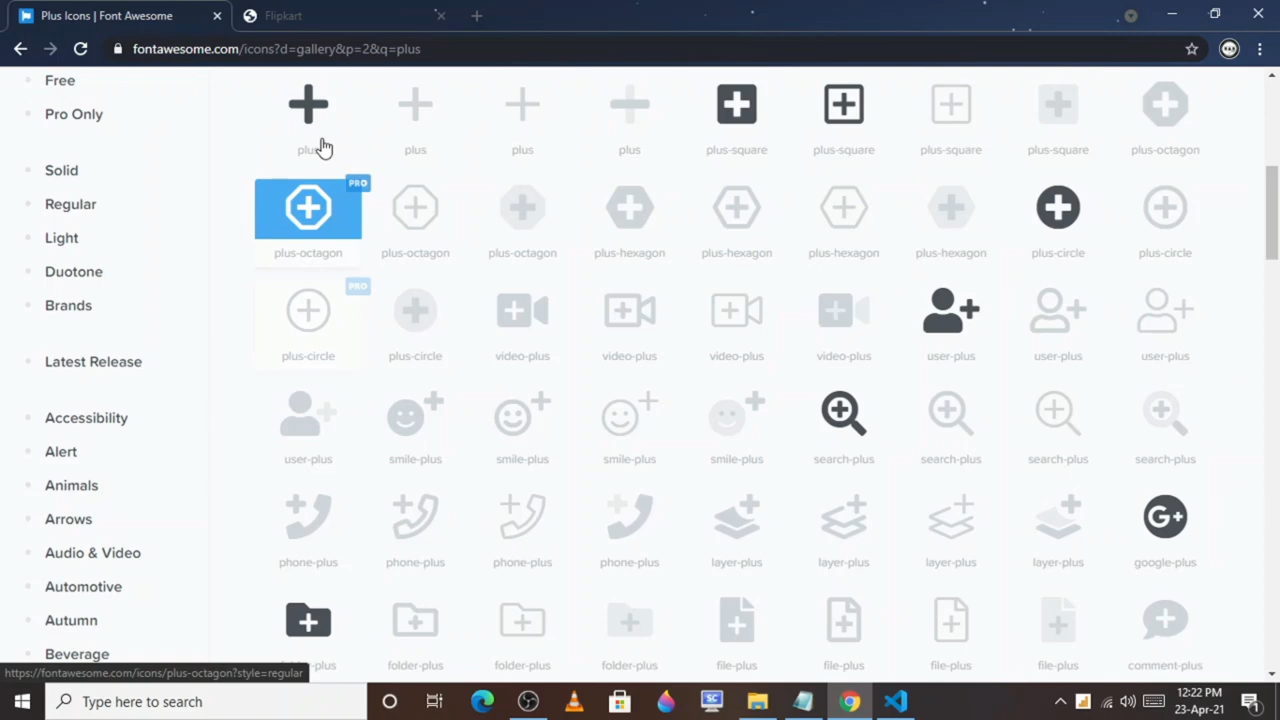 Plus Icons | Font Awesome
Flipkart
fontawesome.com/icons?d=gallery&p=2&q=plus
Free
Pro Only
Solid
Regular
Light
Duotone
Brands
Latest Release
Accessibility
Alert
Animals
Arrows
Audio & Video
Automotive
Autumn
Beverage
plus plus plus plus-square plus-square plus-square plus-square plus-octagon
PRO
plus-octagon plus-octagon plus-octagon plus-hexagon plus-hexagon plus-hexagon plus-hexagon plus-circle plus-circle
PRO
plus-circle plus-circle video-plus video-plus video-plus video-plus user-plus user-plus user-plus
user-plus smile-plus smile-plus smile-plus smile-plus search-plus search-plus search-plus search-plus
phone-plus phone-plus phone-plus phone-plus layer-plus layer-plus layer-plus layer-plus google-plus
G+
folder-plus folder-plus folder-plus file-plus file-plus file-plus file-plus comment-plus
https://fontawesome.com/icons/plus-octagon?style=regular
Type here to search
SC
12:22 PM
23-Apr-21